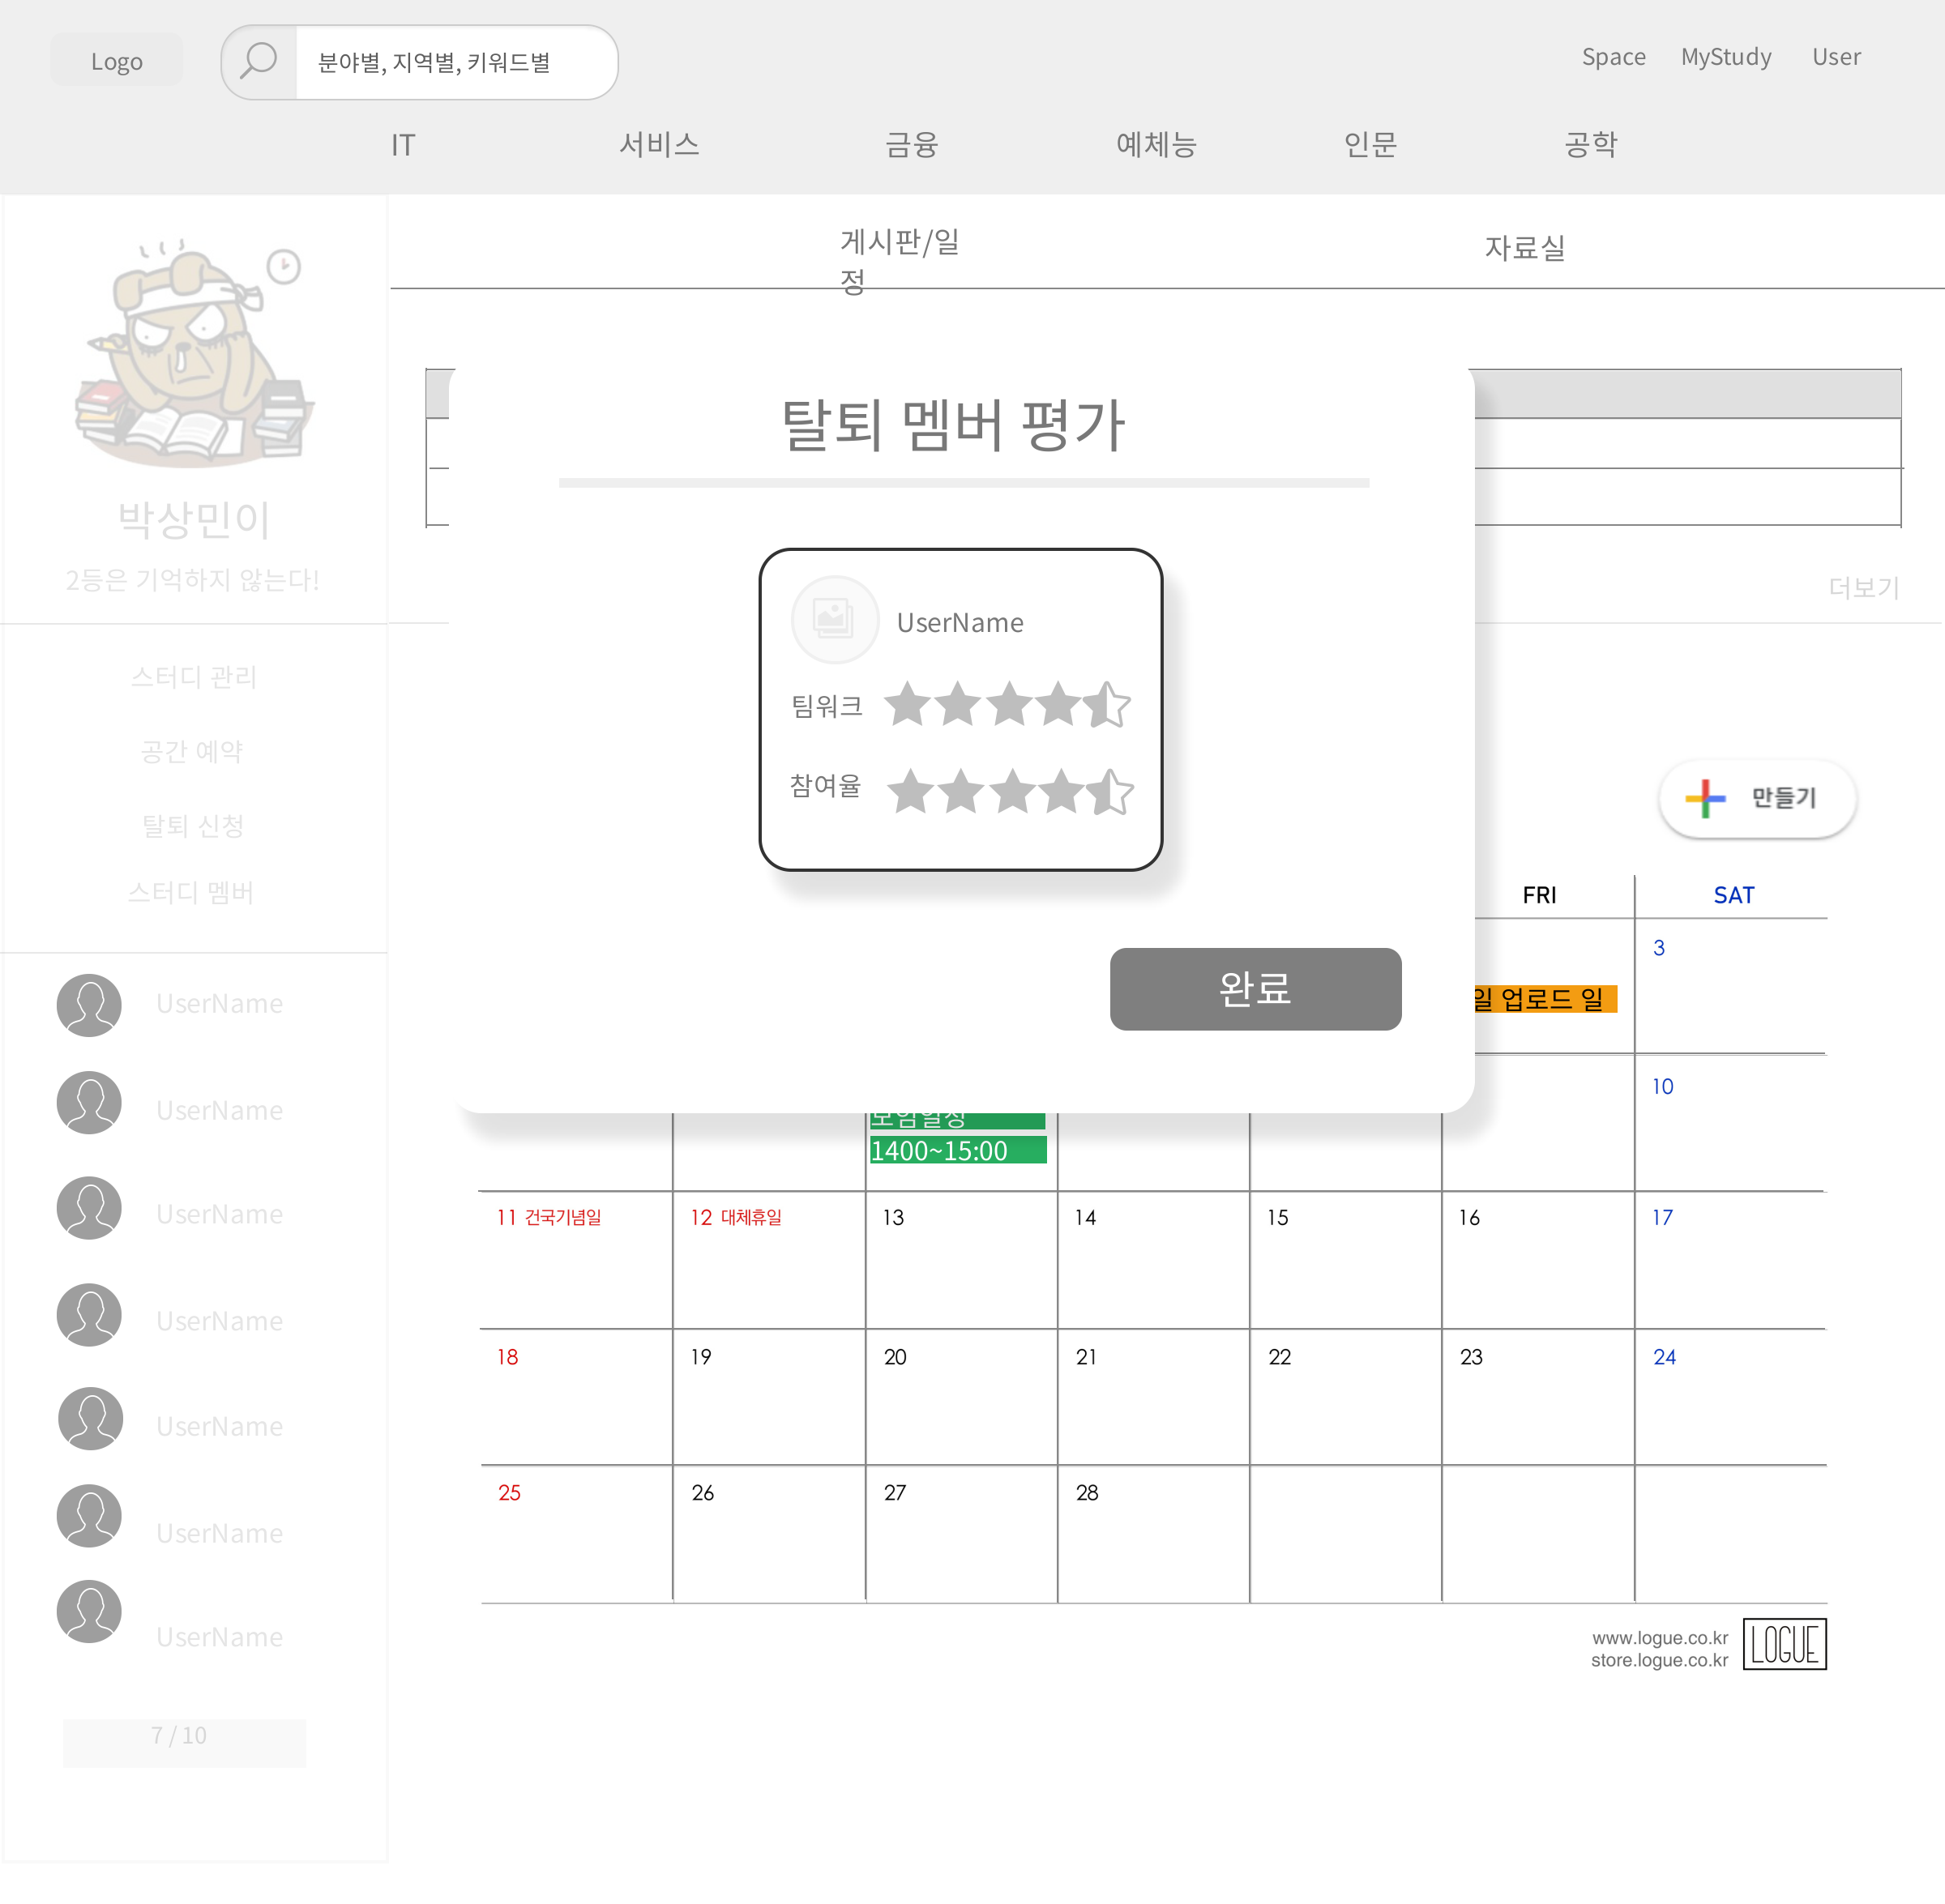 Logo
분야별, 지역별, 키워드별
Space
MyStudy
User
IT
서비스
금융
예체능
인문
공학
게시판/일
정
자료실
박상민이
2등은 기억하지 않는다!
스터디 관리
공간 예약
탈퇴 신청
스터디 멤버
UserName
UserName
UserName
UserName
UserName
UserName
UserName
7 / 10
탈퇴 멤버 평가
UserName
팀워크
참여율
완료
더보기
만들기
FRI
SAT
3
일 업로드 일
10
모임일정
1400~15:00
11 건국기념일
12 대체휴일
13
14
15
16
17
18
19
20
21
22
23
24
25
26
27
28
www.logue.co.kr
store.logue.co.kr
LOGUE